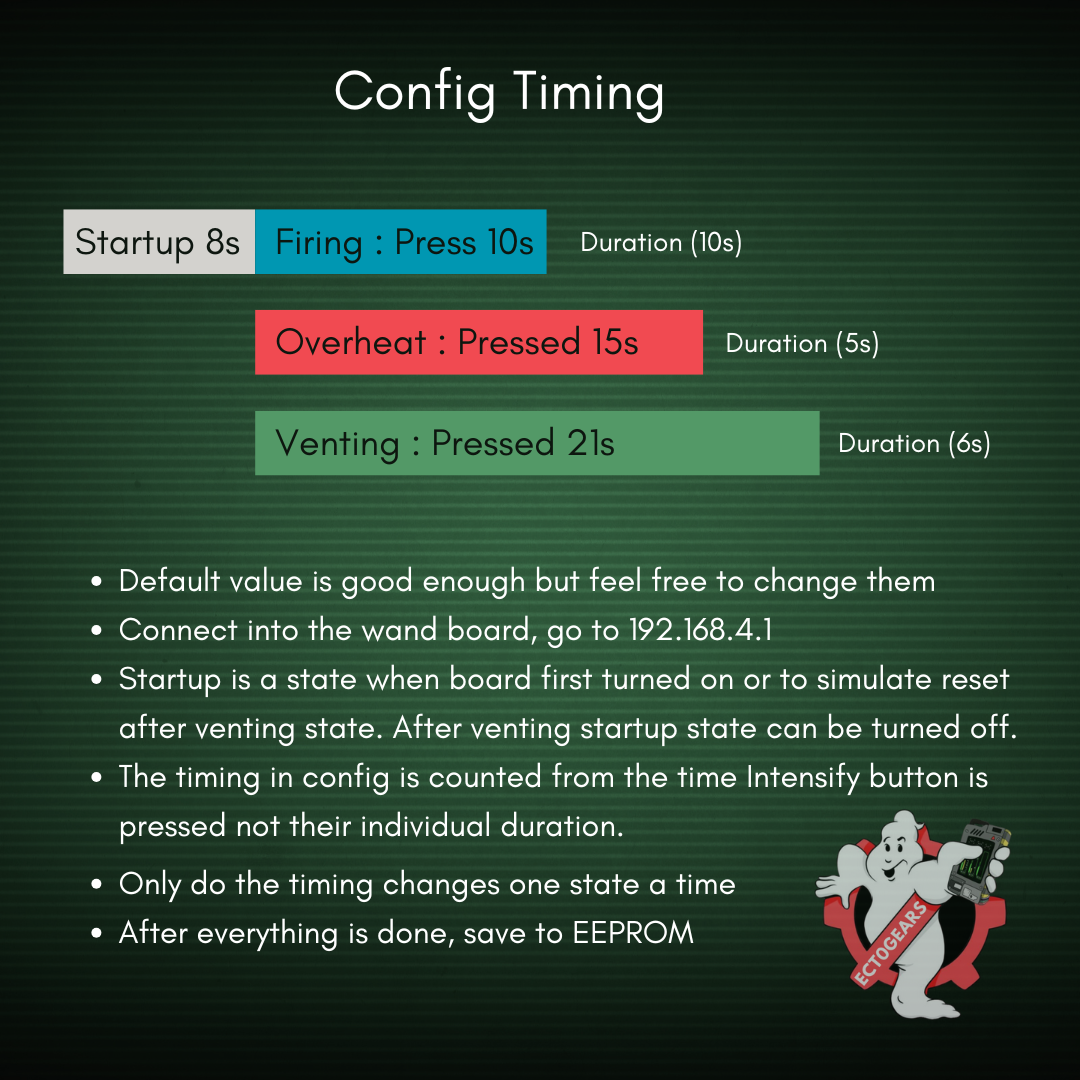 Config Timing
Startup 8s
Firing : Press 10s
Duration (10s)
Overheat : Pressed 15s
Duration (5s)
Venting : Pressed 21s
Duration (6s)
• Default value is good enough but feel free to change them
• Connect into the wand board, go to 192.168.4.1
• Startup is a state when board first turned on or to simulate reset
after venting state. After venting startup state can be turned off.
• The timing in config is counted from the time Intensify button is
pressed not their individual duration.
• Only do the timing changes one state a time
• After everything is done, save to EEPROM
ECTOGEARS